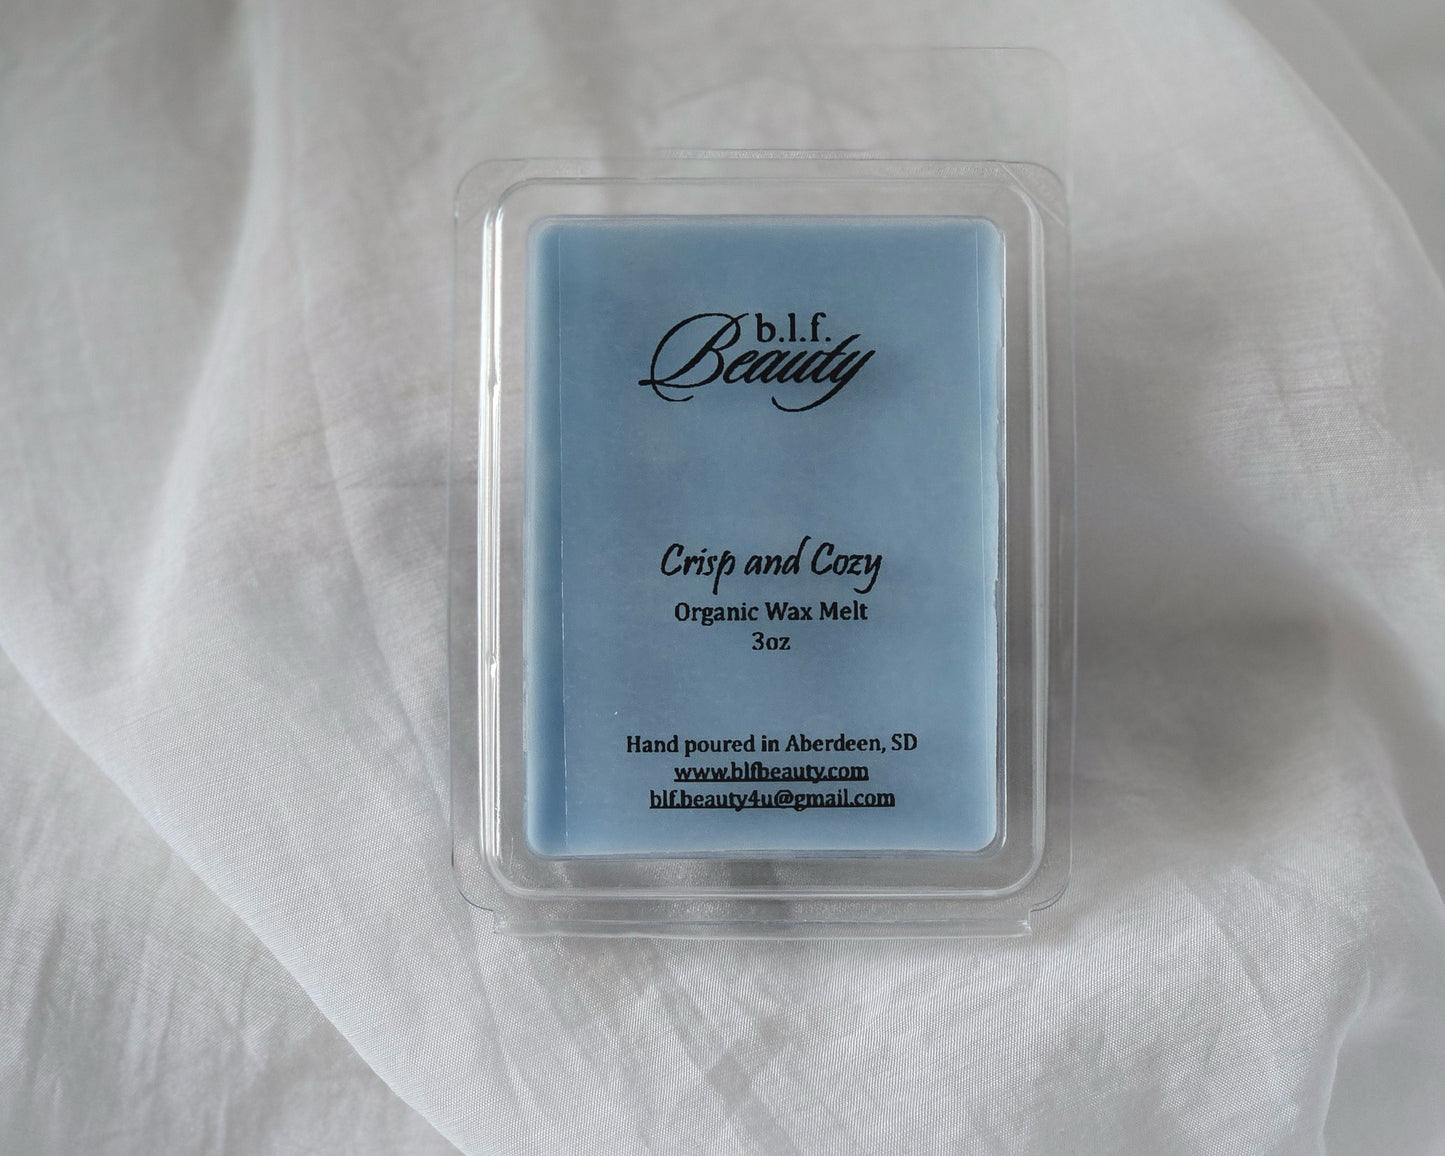 b.l.f.
Beauty
Crisp and Cozy
Organic Wax Melt
3oz
Hand poured in Aberdeen, SD
www.blfbeauty.com
blf.beauty4u@gmail.com